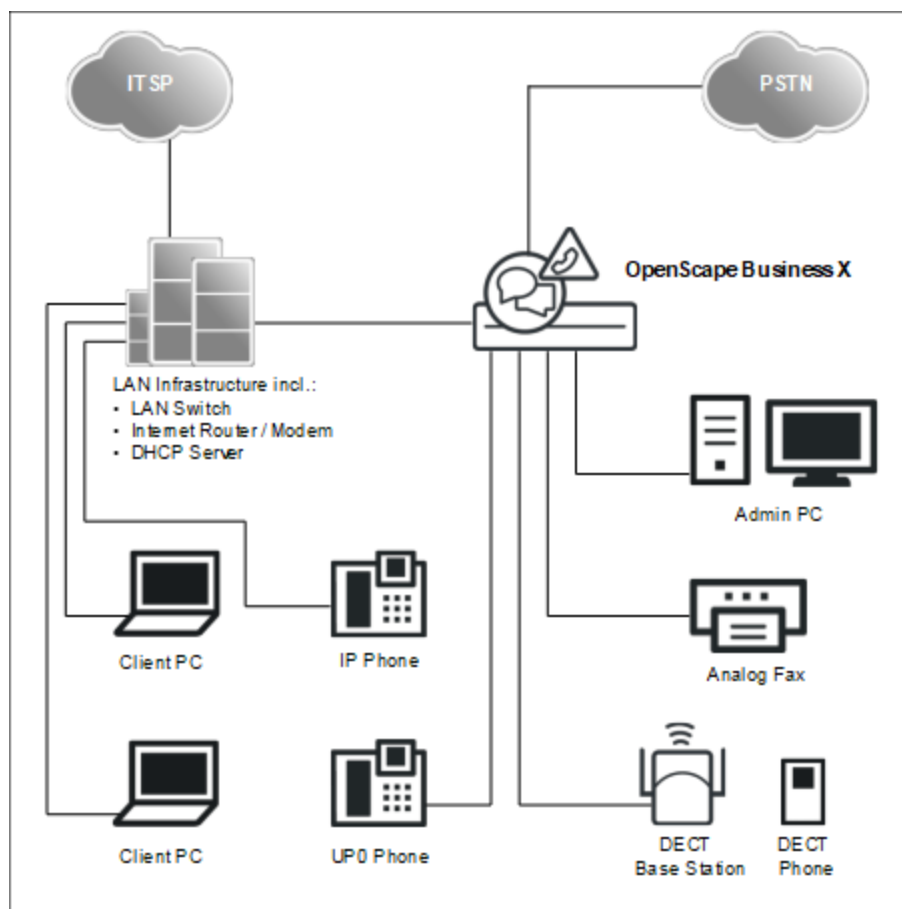 ITSP
PSTN
OpenScape Business X
LAN Infrastructure incl.:
• LAN Switch
• Internet Router / Modem
• DHCP Server
Admin PC
Client PC
IP Phone
Analog Fax
Client PC
UP0 Phone
DECT
Base Station
DECT
Phone